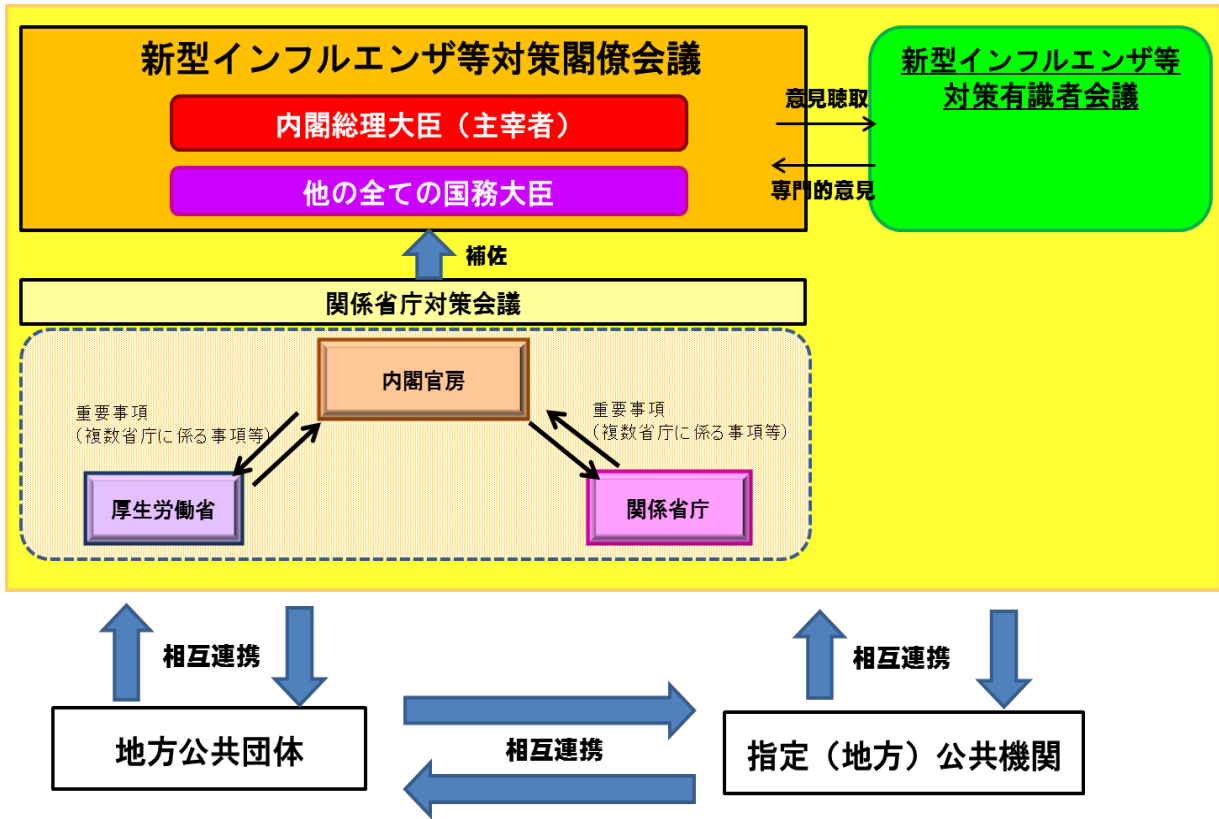 新型インフルエンザ等対策閣僚会議
内閣総理大臣（主宰者）
他の全ての国務大臣
意見聴取
専門的意見
新型インフルエンザ等
対策有識者会議
補佐
関係省庁対策会議
内閣官房
重要事項
（複数省庁に係る事項等）
重要事項
（複数省庁に係る事項等）
厚生労働省
関係省庁
相互連携
相互連携
地方公共団体
相互連携
指定（地方）公共機関